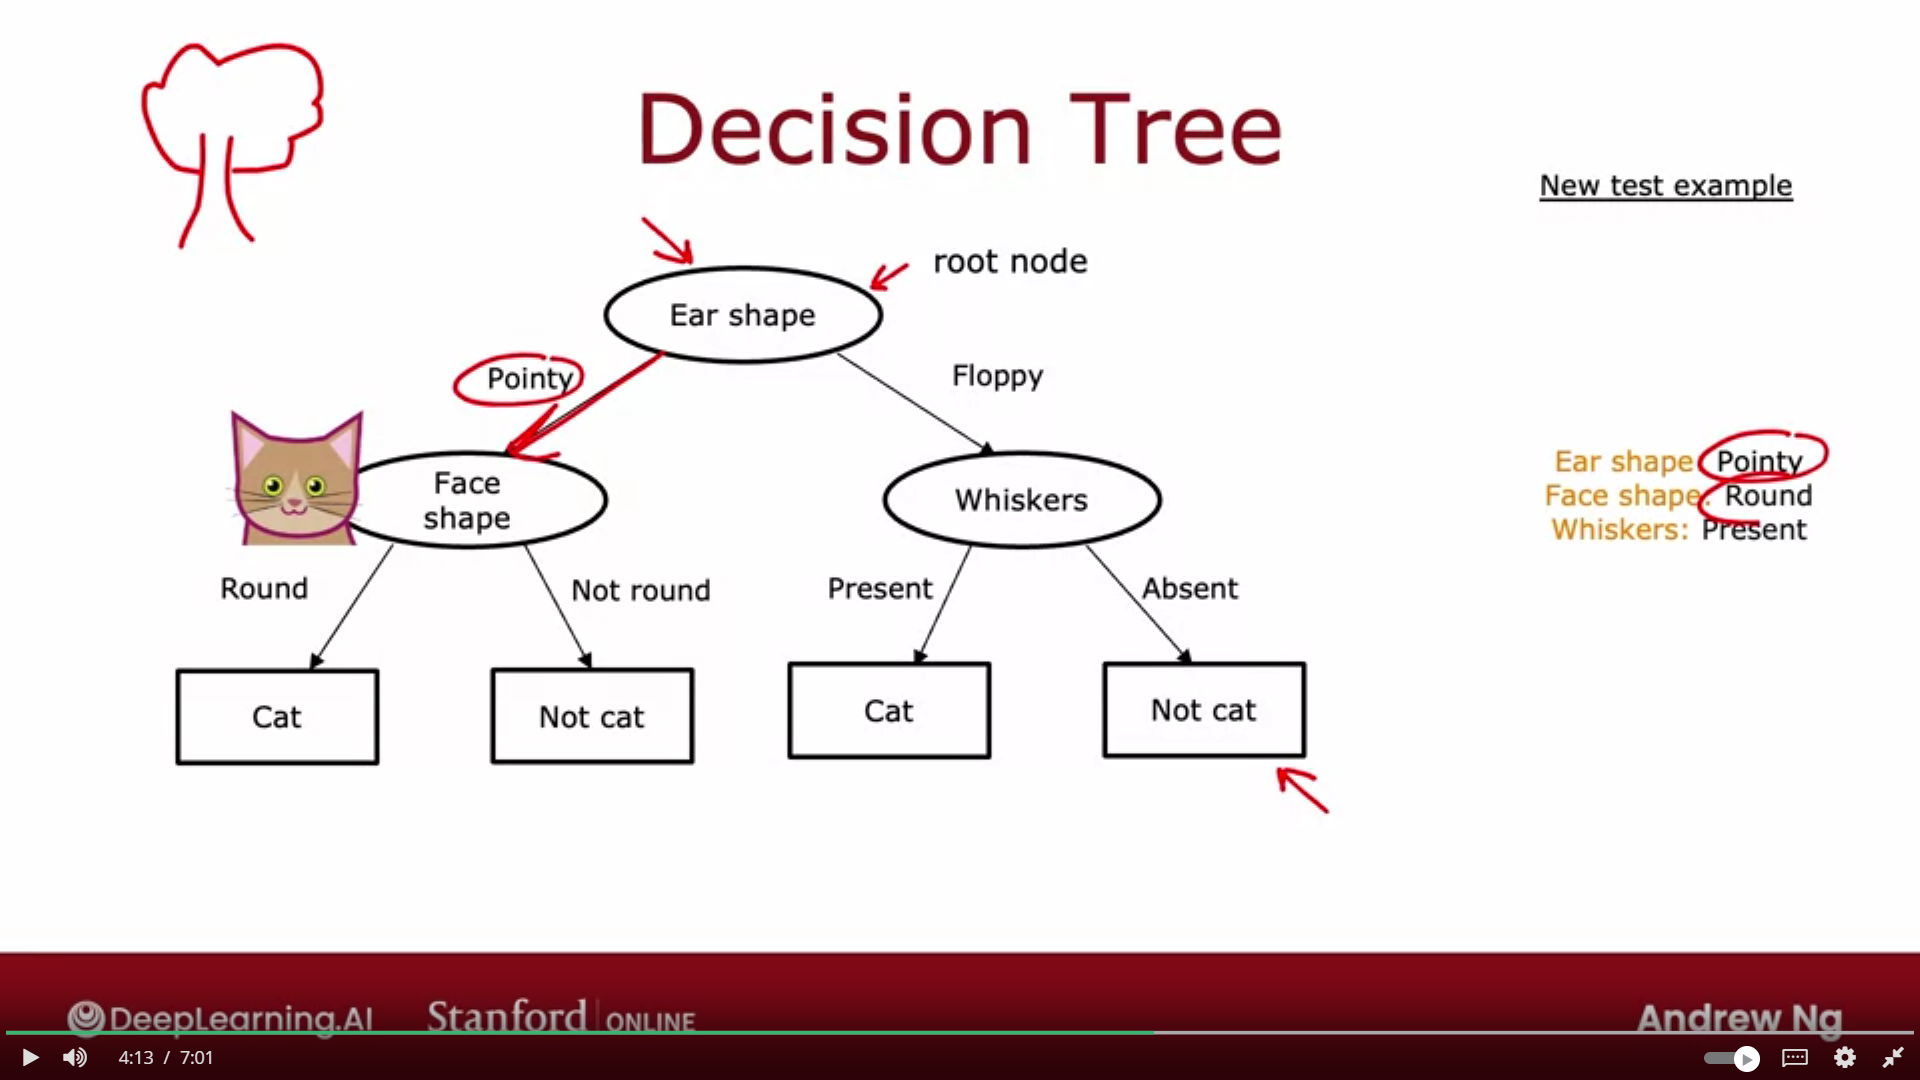 Decision Tree
New test example
root node
Ear shape
Pointy
Floppy
Face
shape
Whiskers
Ear shape: Pointy
Face shape: Round
Whiskers: Present
Round
Not round
Present
Absent
Cat
Not cat
Cat
Not cat
DeepLearning.AI
Stanford | ONLINE
Andrew Ng
4:13 / 7:01